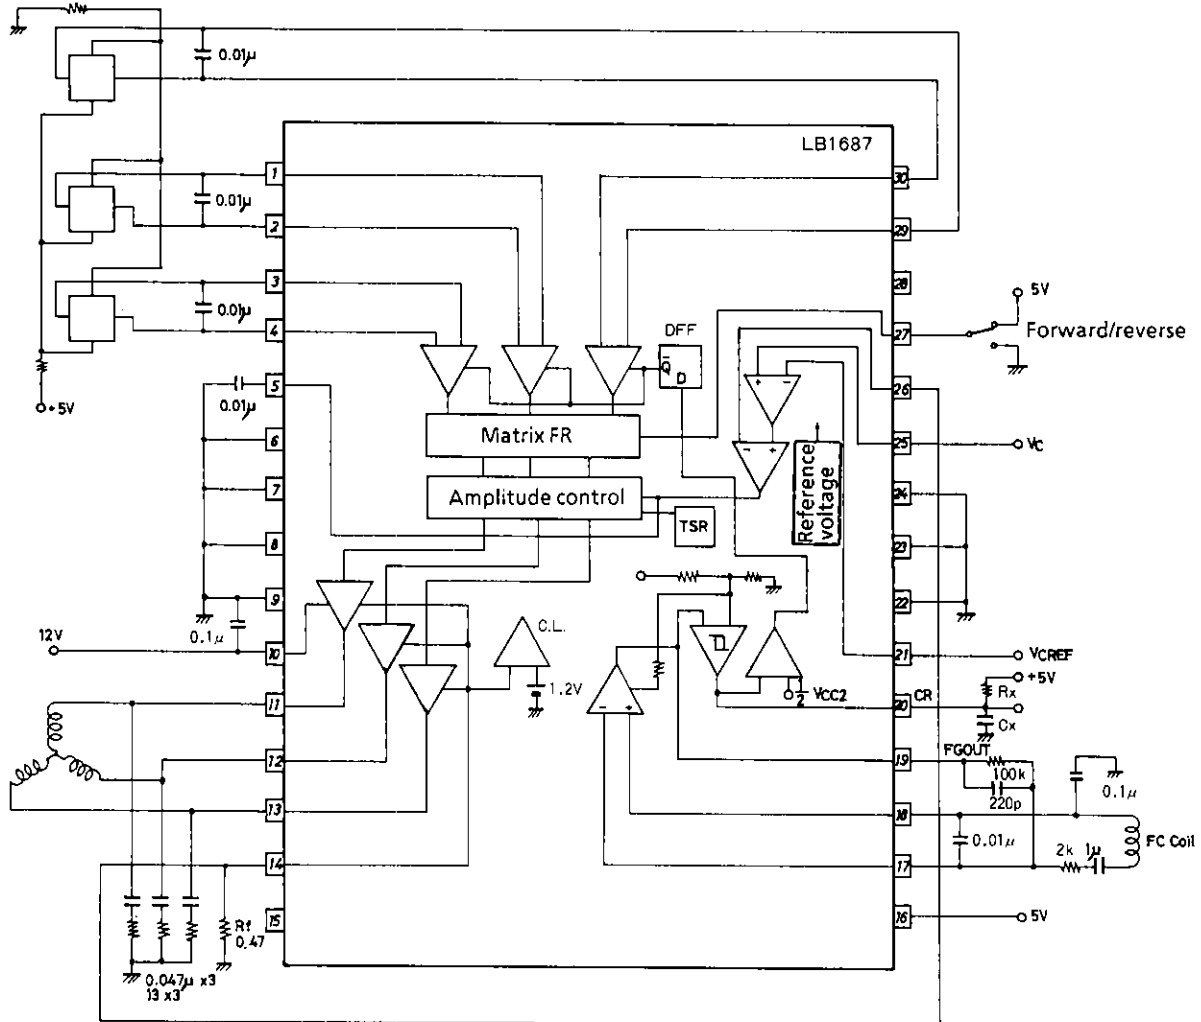 0.01μ
LB1687
1
30
0.01μ
2
29
3
28
0.01μ
5V
4
27
Forward/reverse
DFF
Q̄
D
+
−
5
26
+5V
0.01μ
Matrix FR
6
25
VC
−
+
Reference
voltage
7
Amplitude control
24
TSR
8
23
9
22
0.1μ
C.L.
12V
10
21
VCREF
1.2V
VCC2
2
+5V
11
20
CR
Rx
Cx
−
+
12
19
FGOUT
100k
220p
0.1μ
13
18
0.01μ
2k
1μ
FC Coil
14
17
15
Rf
0.47
16
5V
0.047μ x3
13 x3